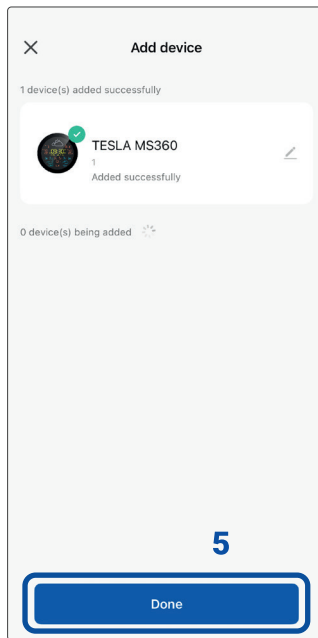 Add device
1 device(s) added successfully
TESLA MS360
1
Added successfully
0 device(s) being added
5
Done